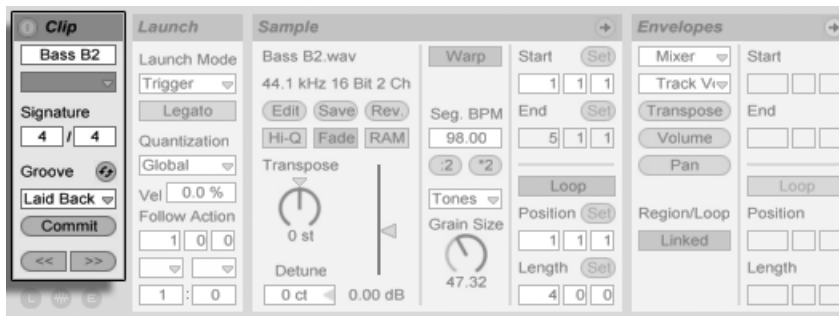 Clip
Bass B2
Signature
4 / 4
Groove
Laid Back
Commit
<< >>
Launch
Launch Mode
Trigger
Legato
Quantization
Global
Vel 0.0 %
Follow Action
1 0 0
1 : 0
Sample
Bass B2.wav
44.1 kHz 16 Bit 2 Ch
Edit Save Rev.
Hi-Q Fade RAM
Transpose
0 st
Detune
0 ct 0.00 dB
Warp
Seg. BPM
98.00
:2 *2
Tones
Grain Size
47.32
Start Set
1 1 1
End Set
5 1 1
Loop
Position Set
1 1 1
Length Set
4 0 0
Envelopes
Mixer
Transpose
Volume
Pan
Region/Loop
Linked
Start
End
Loop
Position
Length
L E